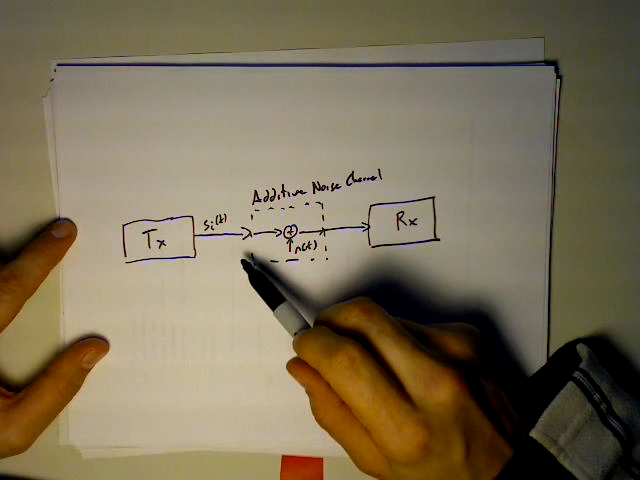 Additive Noise Channel
Tx
si(t)
+
n(t)
Rx